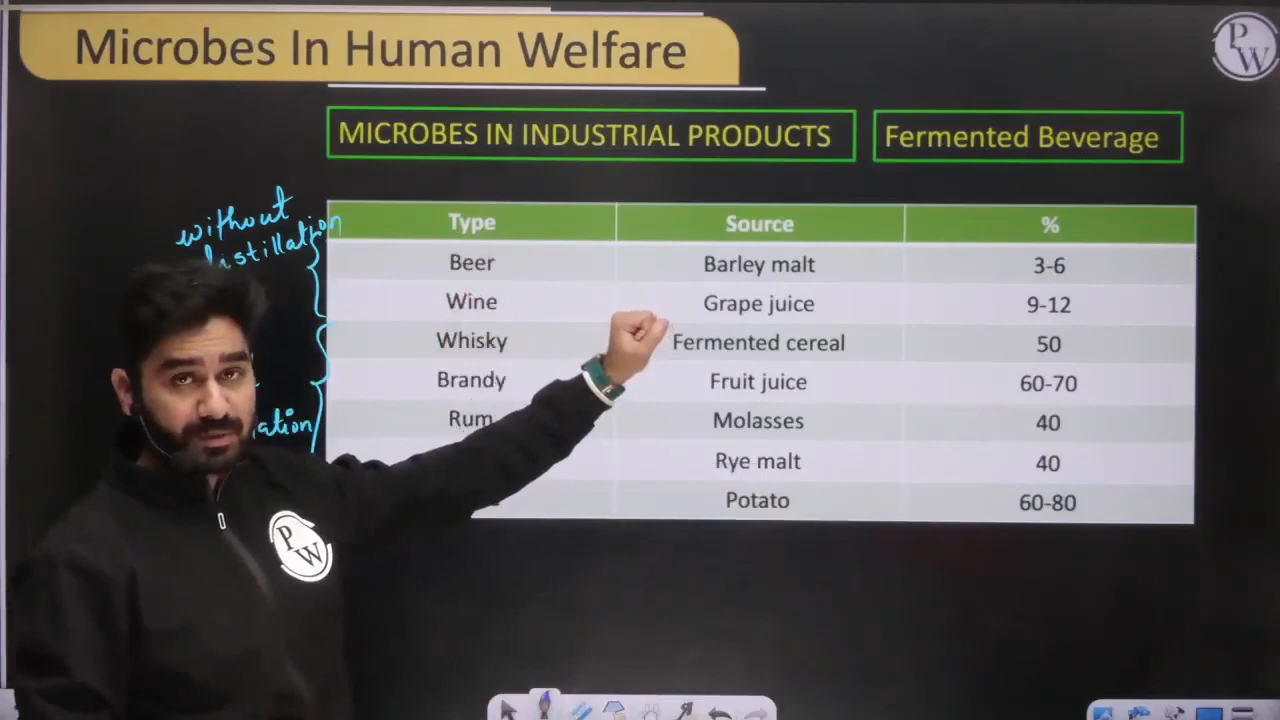 Microbes In Human Welfare
PW
MICROBES IN INDUSTRIAL PRODUCTS
Fermented Beverage
without
Type Source %
Beer Barley malt 3-6
Wine Grape juice 9-12
Whisky Fermented cereal 50
Brandy Fruit juice 60-70
Rum Molasses 40
Rye malt 40
Potato 60-80
PW